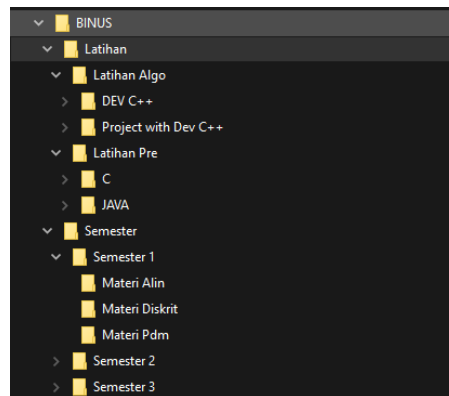 BINUS
Latihan
Latihan Algo
DEV C++
Project with Dev C++
Latihan Pre
C
JAVA
Semester
Semester 1
Materi Alin
Materi Diskrit
Materi Pdm
Semester 2
Semester 3